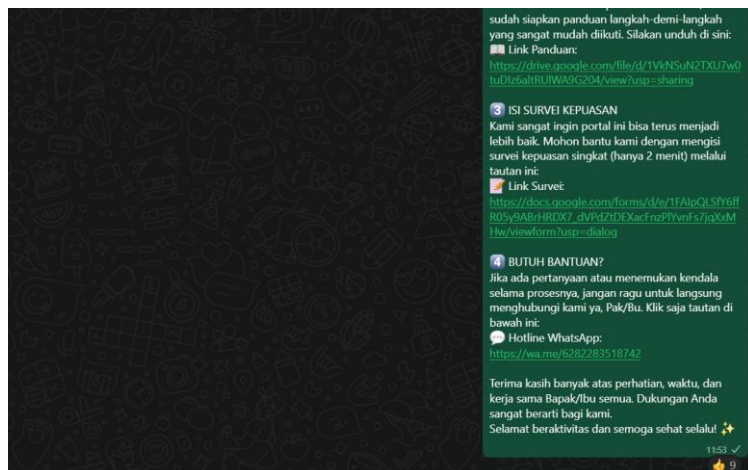 sudah siapkan panduan langkah-demi-langkah
yang sangat mudah diikuti. Silakan unduh di sini:
📖 Link Panduan:
https://drive.google.com/file/d/1VkNSuN2TXU7w0
tuDIz6altRUlWA9G204/view?usp=sharing
3️⃣ ISI SURVEI KEPUASAN
Kami sangat ingin portal ini bisa terus menjadi
lebih baik. Mohon bantu kami dengan mengisi
survei kepuasan singkat (hanya 2 menit) melalui
tautan ini:
📝 Link Survei:
https://docs.google.com/forms/d/e/1FAIpQLSfY6ff
R05y9ABrHRDX7_dVPdZtDEXacFnzPlYvnFs7jqXxM
Hw/viewform?usp=dialog
4️⃣ BUTUH BANTUAN?
Jika ada pertanyaan atau menemukan kendala
selama prosesnya, jangan ragu untuk langsung
menghubungi kami ya, Pak/Bu. Klik saja tautan di
bawah ini:
💬 Hotline WhatsApp:
https://wa.me/6282283518742
Terima kasih banyak atas perhatian, waktu, dan
kerja sama Bapak/Ibu semua. Dukungan Anda
sangat berarti bagi kami.
Selamat beraktivitas dan semoga sehat selalu! ✨
11:53 ✓
👍 9